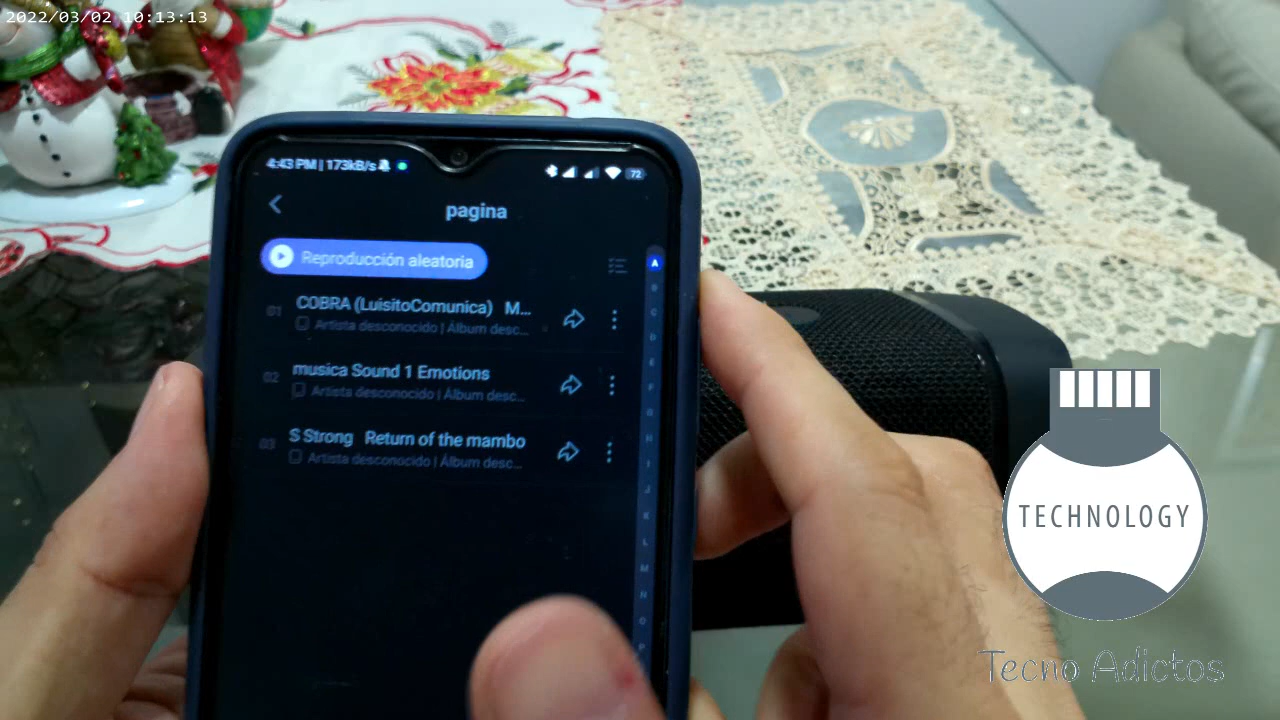 2022/03/02 10:13:13
4:43 PM | 173kB/s
72
pagina
Reproducción aleatoria
01
COBRA (LuisitoComunica) M...
Artista desconocido | Álbum desc...
02
musica Sound 1 Emotions
Artista desconocido | Álbum desc...
03
S Strong Return of the mambo
Artista desconocido | Álbum desc...
A
B
C
D
E
F
G
H
I
J
K
L
M
N
O
P
TECHNOLOGY
Tecno Adictos